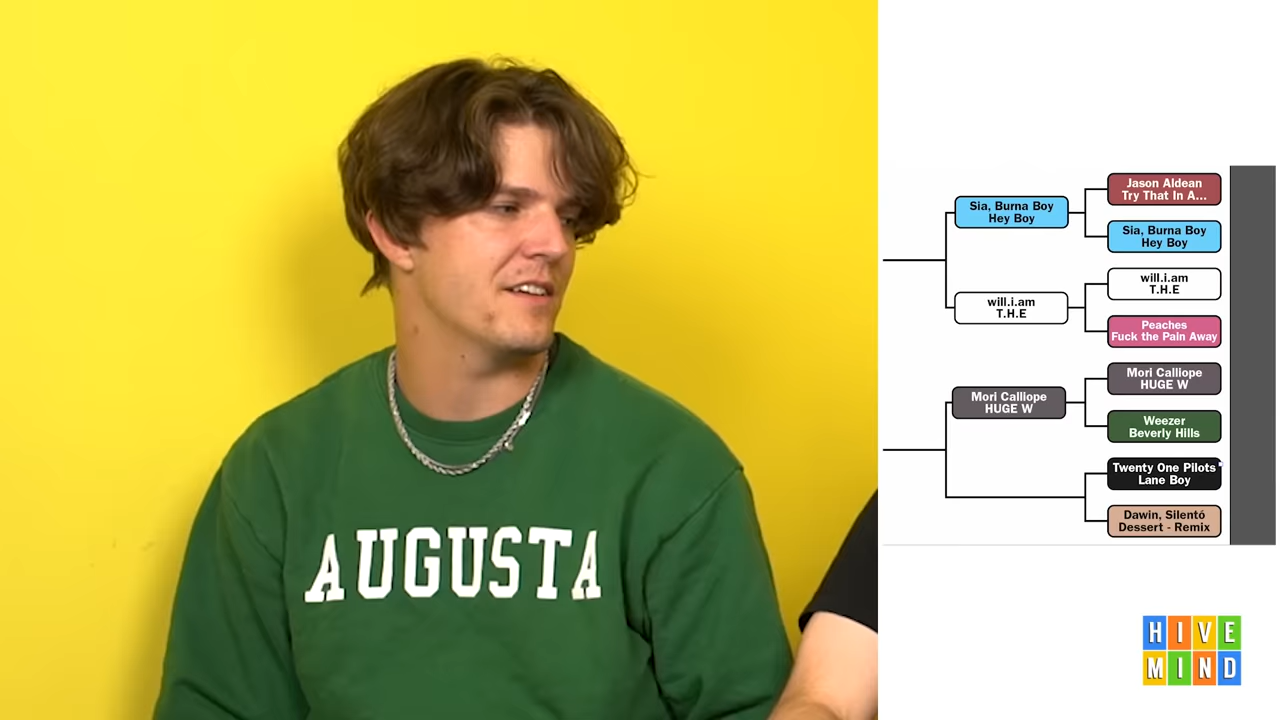 AUGUSTA
Sia, Burna Boy
Hey Boy
will.i.am
T.H.E
Mori Calliope
HUGE W
Jason Aldean
Try That In A...
Sia, Burna Boy
Hey Boy
will.i.am
T.H.E
Peaches
Fuck the Pain Away
Mori Calliope
HUGE W
Weezer
Beverly Hills
Twenty One Pilots
Lane Boy
Dawin, Silentó
Dessert - Remix
HIVE
MIND